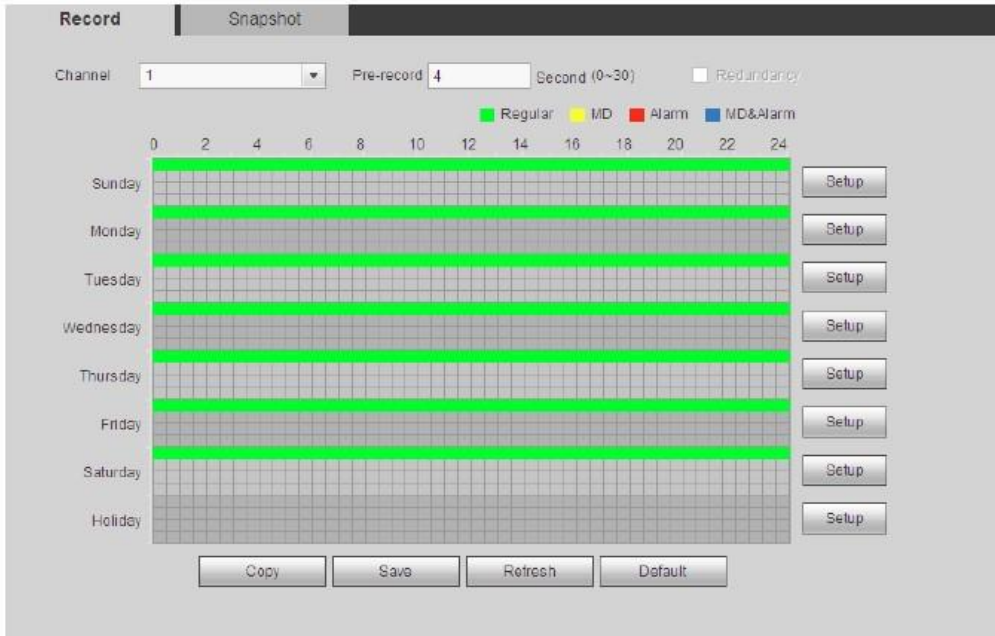 Record Snapshot
Channel 1 Pre-record 4 Second (0~30) Redundancy
Regular MD Alarm MD&Alarm
0 2 4 6 8 10 12 14 16 18 20 22 24
Sunday Setup
Monday Setup
Tuesday Setup
Wednesday Setup
Thursday Setup
Friday Setup
Saturday Setup
Holiday Setup
Copy Save Refresh Default